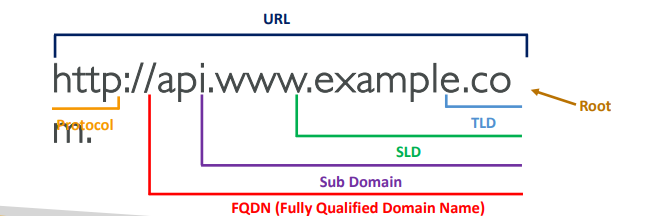 URL
http://api.www.example.co
m.
Protocol
Root
TLD
SLD
Sub Domain
FQDN (Fully Qualified Domain Name)